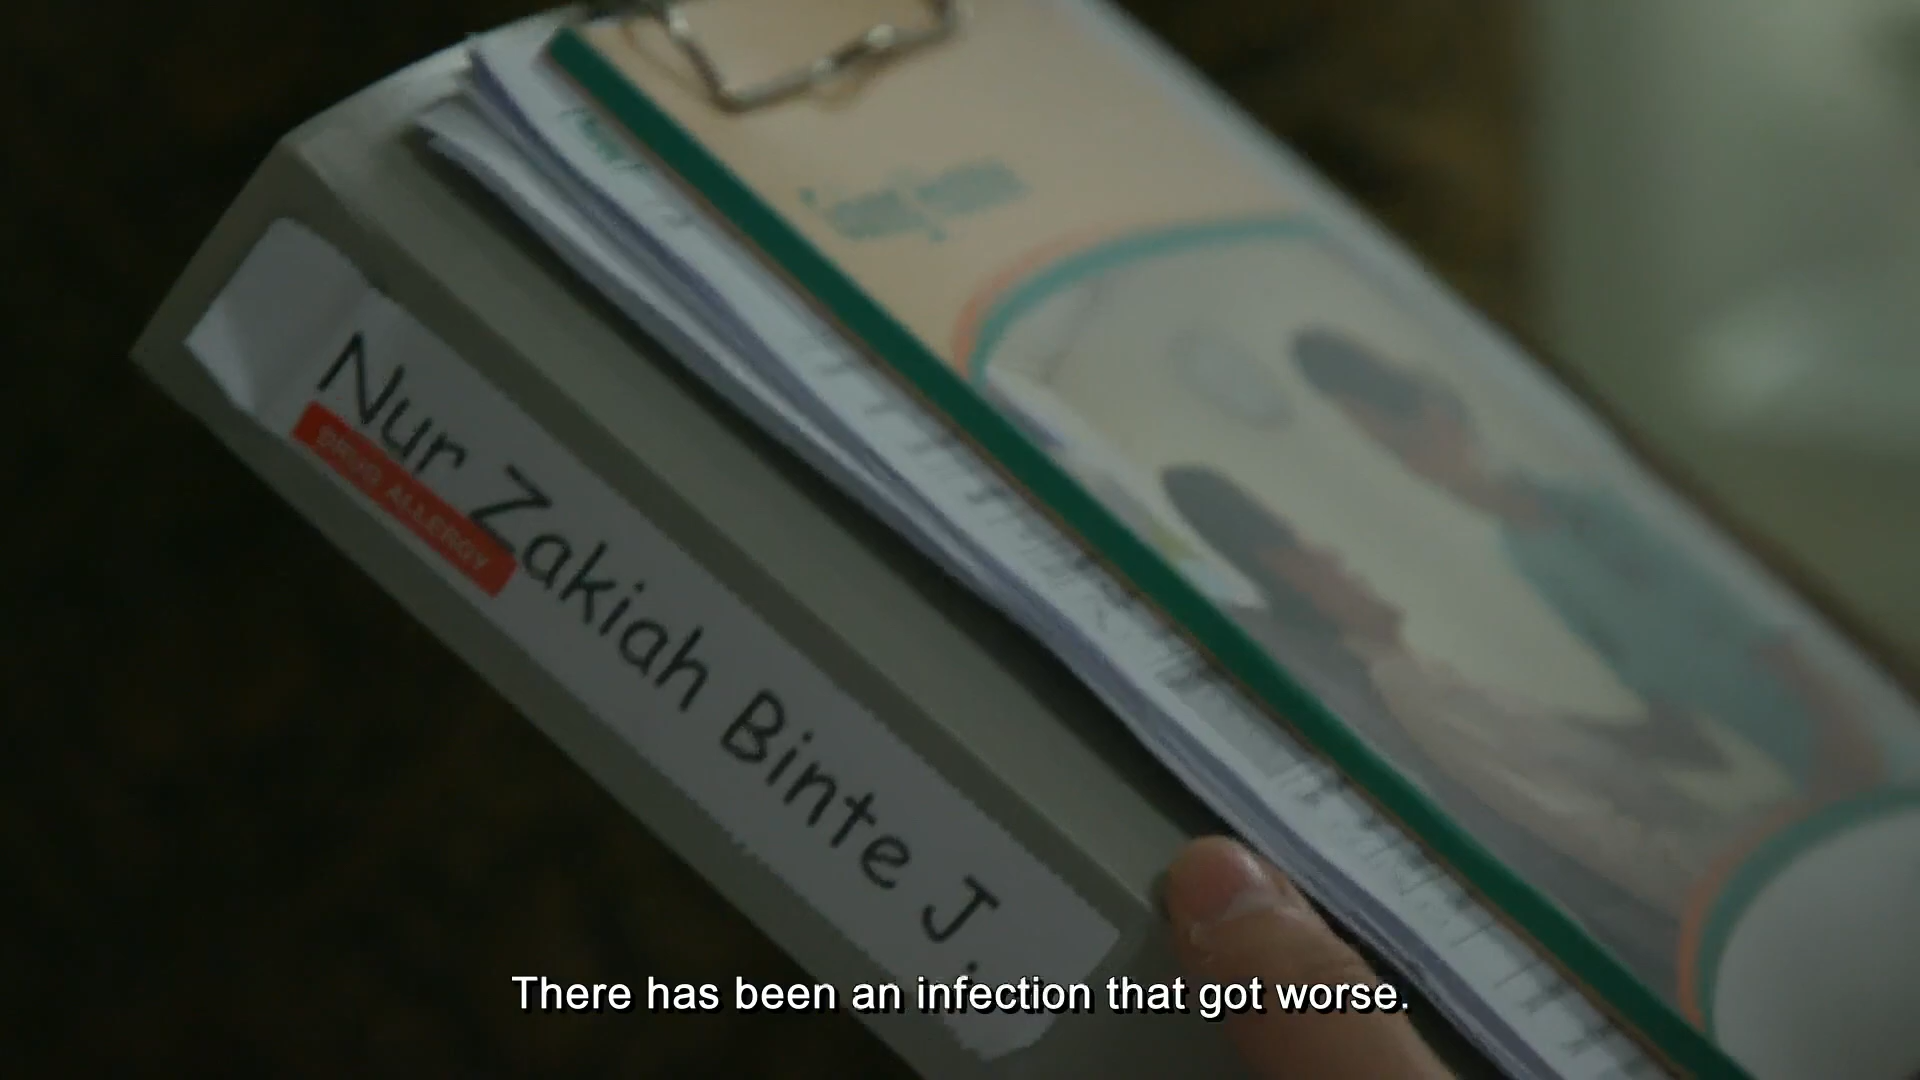 Nur Zakiah Binte J.
DRUG ALLERGY
There has been an infection that got worse.